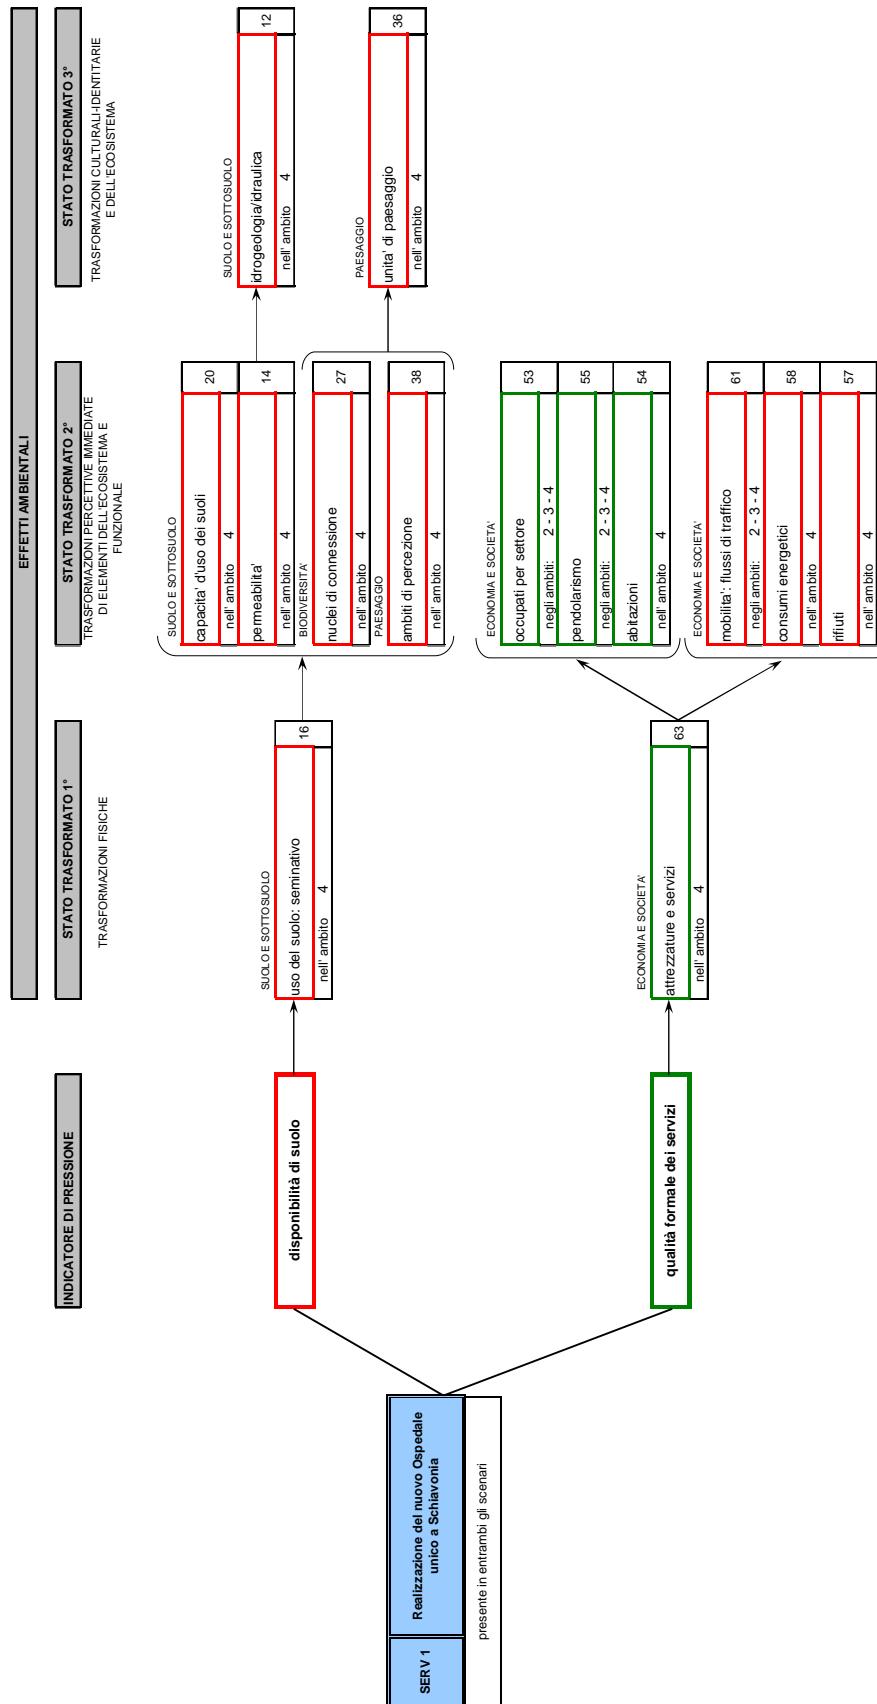 EFFETTI AMBIENTALI
INDICATORE DI PRESSIONE
STATO TRASFORMATO 1°
STATO TRASFORMATO 2°
STATO TRASFORMATO 3°
TRASFORMAZIONI FISICHE
TRASFORMAZIONI PERCETTIVE IMMEDIATE
DI ELEMENTI DELL'ECOSISTEMA E
FUNZIONALE
TRASFORMAZIONI CULTURALI-IDENTITARIE
E DELL'ECOSISTEMA
SERV 1
Realizzazione del nuovo Ospedale
unico a Schiavonia
presente in entrambi gli scenari
disponibilità di suolo
SUOLO E SOTTOSUOLO
uso del suolo: seminativo
16
nell' ambito 4
SUOLO E SOTTOSUOLO
capacita' d'uso dei suoli
20
nell' ambito 4
permeabilita'
14
nell' ambito 4
BIODIVERSITA'
nuclei di connessione
27
nell' ambito 4
PAESAGGIO
ambiti di percezione
38
nell' ambito 4
SUOLO E SOTTOSUOLO
idrogeologia/idraulica
12
nell' ambito 4
PAESAGGIO
unita' di paesaggio
36
nell' ambito 4
qualità formale dei servizi
ECONOMIA E SOCIETA'
attrezzature e servizi
63
nell' ambito 4
ECONOMIA E SOCIETA'
occupati per settore
53
negli ambiti: 2 - 3 - 4
pendolarismo
55
negli ambiti: 2 - 3 - 4
abitazioni
54
nell' ambito 4
ECONOMIA E SOCIETA'
mobilita': flussi di traffico
61
negli ambiti: 2 - 3 - 4
consumi energetici
58
nell' ambito 4
rifiuti
57
nell' ambito 4